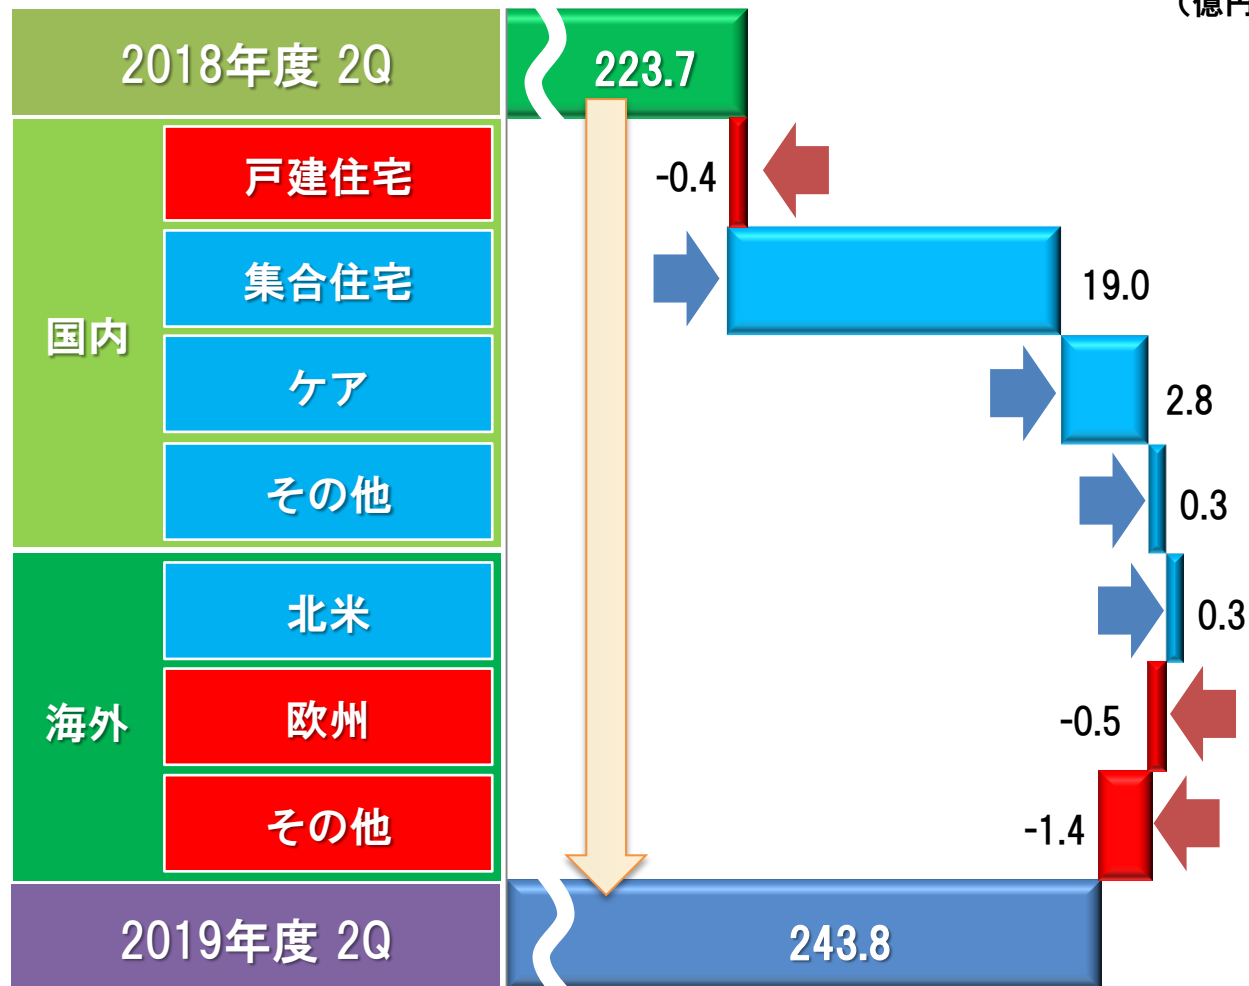 （億円
2018年度 2Q
223.7
国内
戸建住宅
-0.4
集合住宅
19.0
ケア
2.8
その他
0.3
海外
北米
0.3
欧州
-0.5
その他
-1.4
2019年度 2Q
243.8